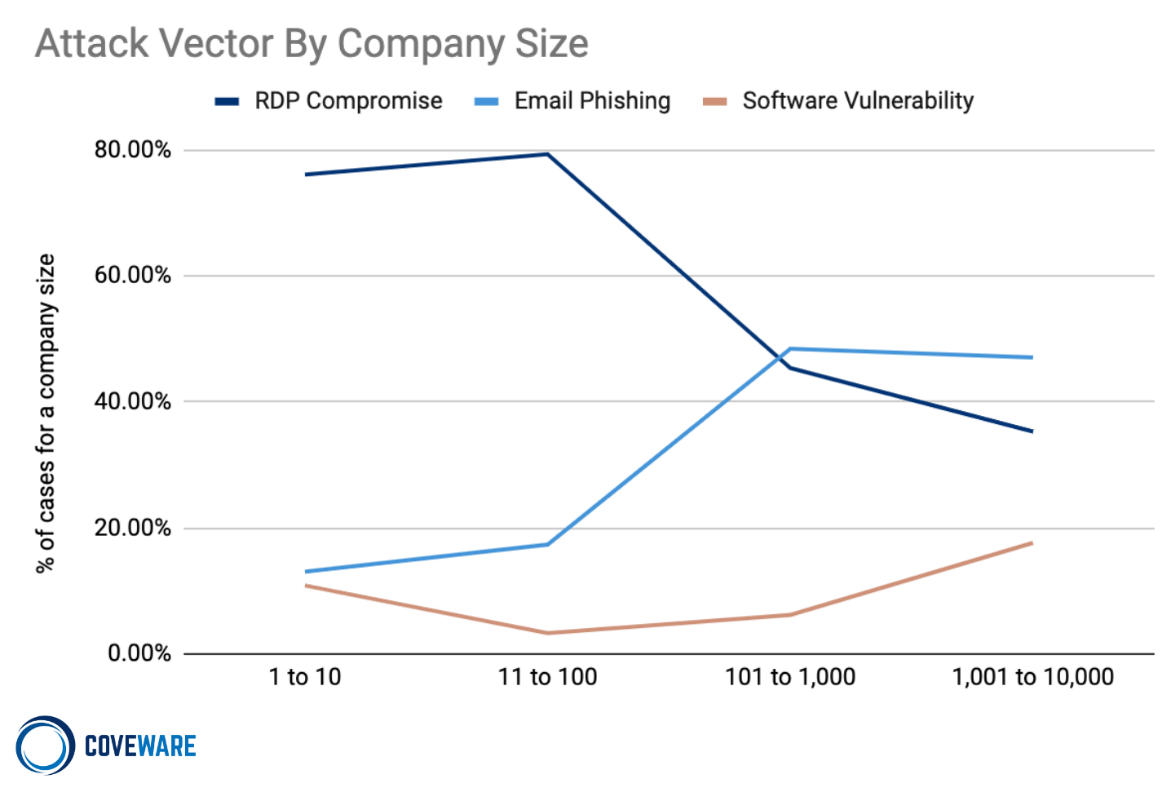 Attack Vector By Company Size
RDP Compromise Email Phishing Software Vulnerability
% of cases for a company size
80.00%
60.00%
40.00%
20.00%
0.00%
1 to 10 11 to 100 101 to 1,000 1,001 to 10,000
COVEWARE